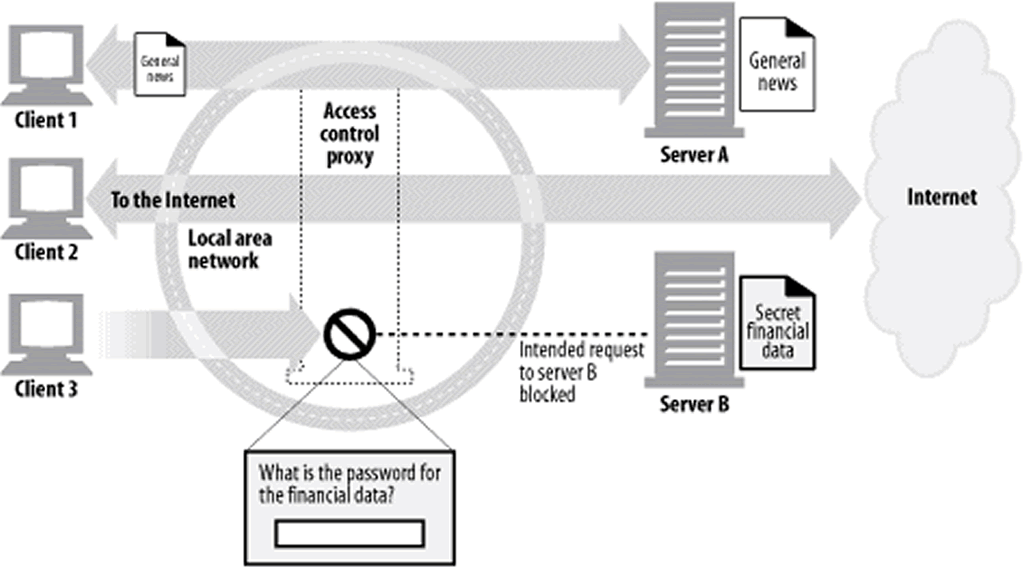 General
news
General
news
Client 1
Access
control
proxy
Server A
To the Internet
Internet
Client 2
Local area
network
Secret
financial
data
Intended request
to server B
blocked
Client 3
Server B
What is the password for
the financial data?